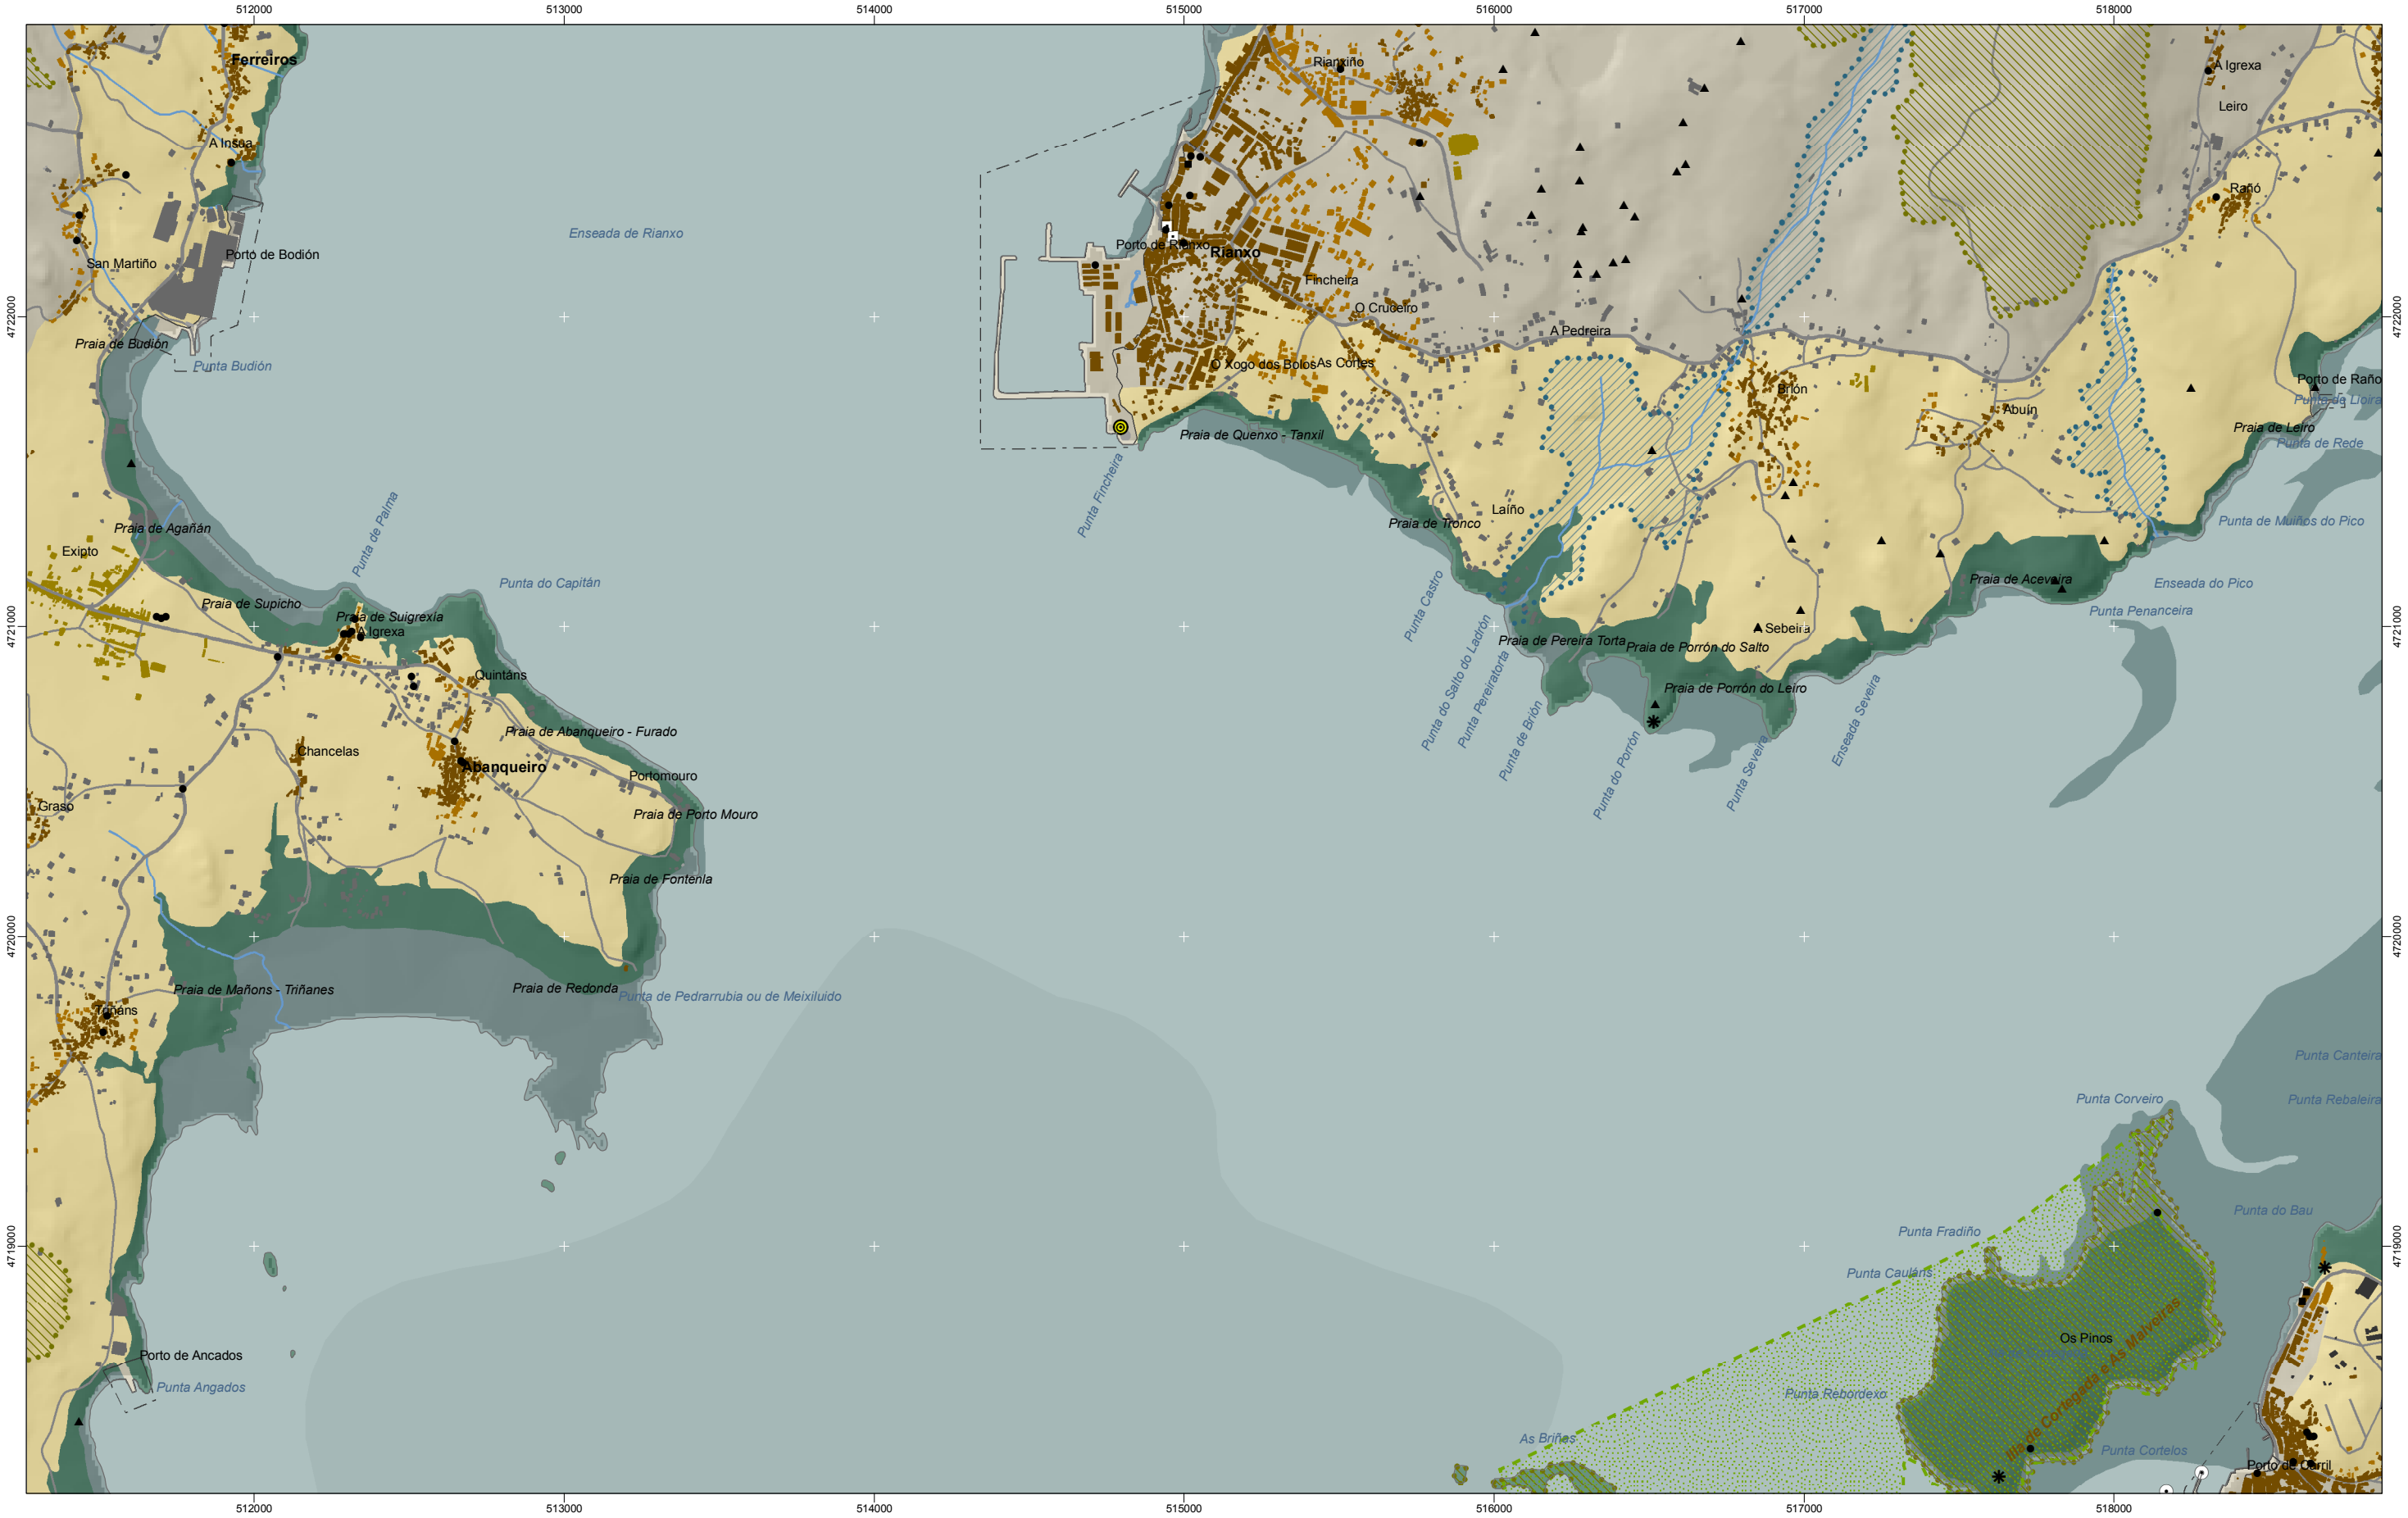 512000 513000 514000 515000 516000 517000 518000
Ferreiros
Rianxiño
A Igrexa
Leiro
A Insua
Rañó
Enseada de Rianxo
Porto de Rianxo
Rianxo
Porto de Bodión
San Martiño
Fincheira
O Cruceiro
4722000
4722000
A Pedreira
Praia de Budión
Punta Budión
O Xogo dos Bolos
As Cortes
Brión
Porto de Raño
Abuín
Praia de Quenxo - Tanxil
Praia de Leiro
Punta de Rede
Punta Fincheira
Laíño
Praia de Tronco
Punta de Muíños do Pico
Praia de Agañán
Punta de Palma
Exipto
Punta do Capitán
Praia de Aceveira
Enseada do Pico
Praia de Supicho
Punta Castro
Punta Penanceira
Praia de Suigrexia
A Igrexa
4721000
4721000
A Sebeira
Praia de Pereira Torta
Praia de Porrón do Salto
Quintáns
Praia de Porrón do Leiro
Punta do Salto do Ladrón
Punta Pereiratorta
Punta de Brión
Punta do Porrón
Punta Seveira
Enseada Seveira
Praia de Abanqueiro - Furado
Chancelas
Abanqueiro
Portomouro
Graso
Praia de Porto Mouro
Praia de Fontenla
4720000
4720000
Praia de Mañons - Triñanes
Praia de Redonda
Punta de Pedrarrubia ou de Meixiluido
Punta Canteira
Punta Corveiro
Punta Rebaleira
Punta do Bau
Punta Fradiño
4719000
4719000
Punta Cauláns
Os Pinos
Illa de Cortegada e As Malveiras
Porto de Ancados
Punta Angados
Punta Rebordexo
As Briñas
Punta Cortelos
Porto de Carril
512000 513000 514000 515000 516000 517000 518000